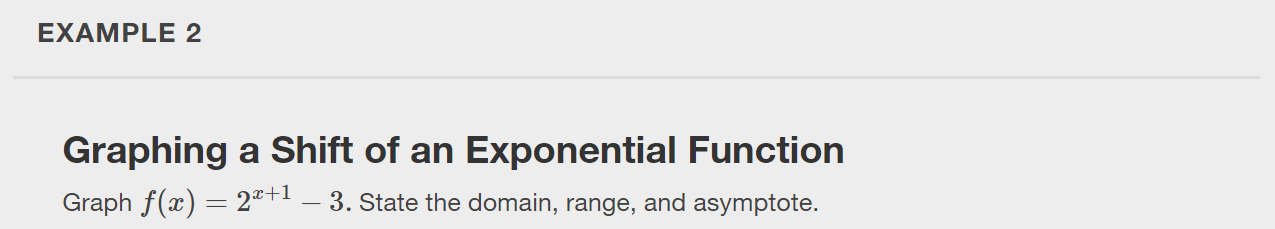 EXAMPLE 2
Graphing a Shift of an Exponential Function
Graph f(x) = 2^{x+1} − 3. State the domain, range, and asymptote.